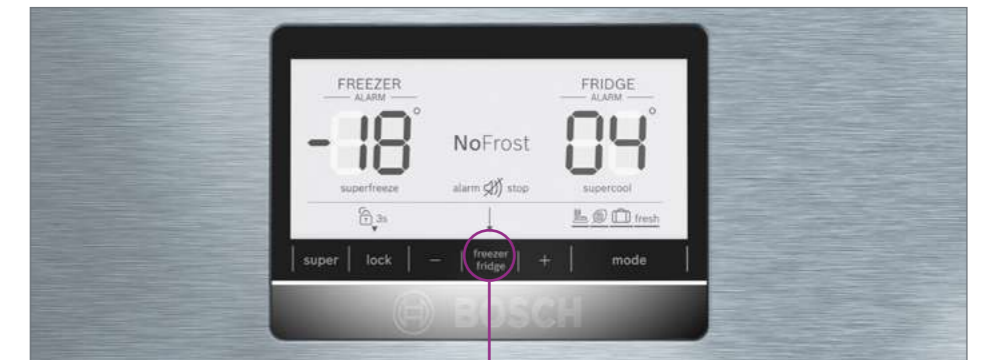 FREEZER
ALARM
-18°
superfreeze
NoFrost
alarm stop
FRIDGE
ALARM
04°
supercool
3s
fresh
super lock - freezer fridge + mode
BOSCH